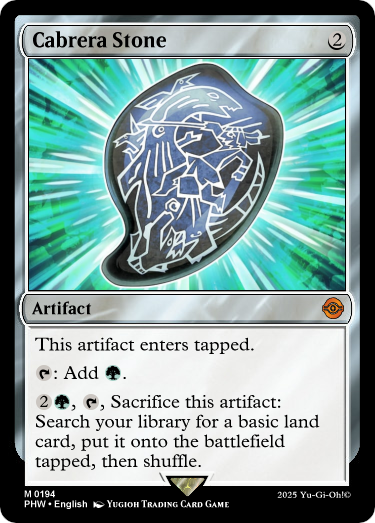 Cabrera Stone 2
Artifact
This artifact enters tapped.
: Add .
2 , , Sacrifice this artifact:
Search your library for a basic land
card, put it onto the battlefield
tapped, then shuffle.
M 0194
PHW • English YUGIOH TRADING CARD GAME
2025 Yu-Gi-Oh!©